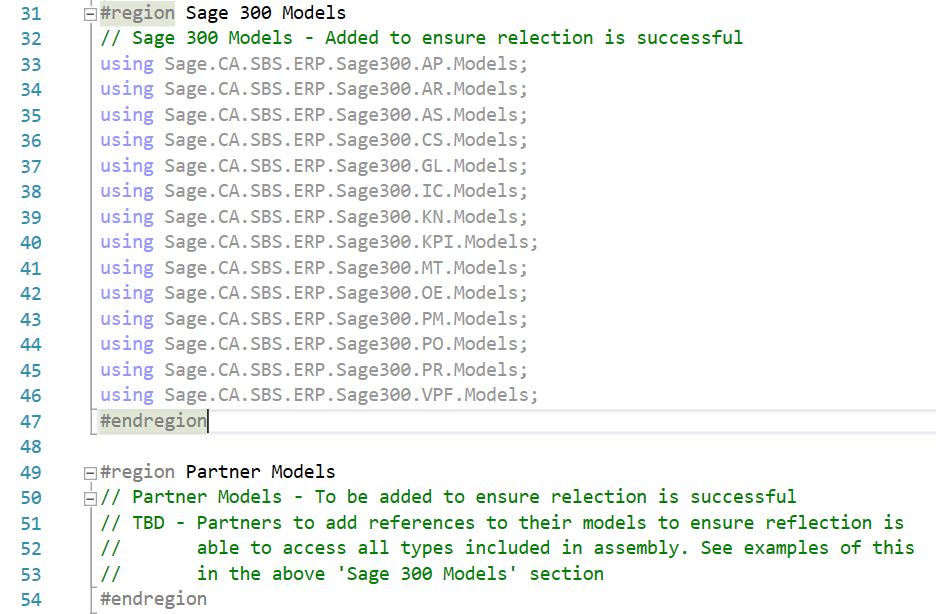 31 #region Sage 300 Models
32 // Sage 300 Models - Added to ensure relection is successful
33 using Sage.CA.SBS.ERP.Sage300.AP.Models;
34 using Sage.CA.SBS.ERP.Sage300.AR.Models;
35 using Sage.CA.SBS.ERP.Sage300.AS.Models;
36 using Sage.CA.SBS.ERP.Sage300.CS.Models;
37 using Sage.CA.SBS.ERP.Sage300.GL.Models;
38 using Sage.CA.SBS.ERP.Sage300.IC.Models;
39 using Sage.CA.SBS.ERP.Sage300.KN.Models;
40 using Sage.CA.SBS.ERP.Sage300.KPI.Models;
41 using Sage.CA.SBS.ERP.Sage300.MT.Models;
42 using Sage.CA.SBS.ERP.Sage300.OE.Models;
43 using Sage.CA.SBS.ERP.Sage300.PM.Models;
44 using Sage.CA.SBS.ERP.Sage300.PO.Models;
45 using Sage.CA.SBS.ERP.Sage300.PR.Models;
46 using Sage.CA.SBS.ERP.Sage300.VPF.Models;
47 #endregion
48
49 #region Partner Models
50 // Partner Models - To be added to ensure relection is successful
51 // TBD - Partners to add references to their models to ensure reflection is
52 //       able to access all types included in assembly. See examples of this
53 //       in the above 'Sage 300 Models' section
54 #endregion